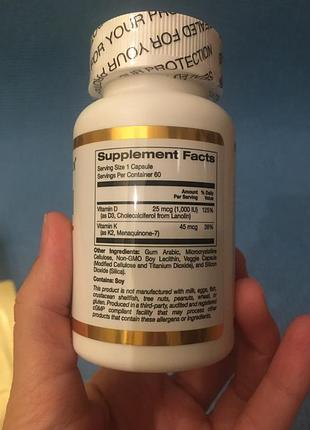 FOR YOUR PROTECTION
SEALED FOR YOUR
PROTECTION
Supplement Facts
Serving Size 1 Capsule
Servings Per Container 60
Amount Per Serving % Daily Value
Vitamin D 25 mcg (1,000 IU) 125%
(as D3, Cholecalciferol from Lanolin)
Vitamin K 45 mcg 38%
(as K2, Menaquinone-7)
Other Ingredients: Gum Arabic, Microcrystalline
Cellulose, Non-GMO Soy Lecithin, Veggie Capsule
(Modified Cellulose and Titanium Dioxide), and Silicon
Dioxide (Silica).
Contains: Soy
This product is not manufactured with milk, eggs, fish,
crustacean shellfish, tree nuts, peanuts, wheat, or
gluten. Produced in a third-party, audited and registered
GMP compliant facility that may process other
products that contain these allergens or ingredients.